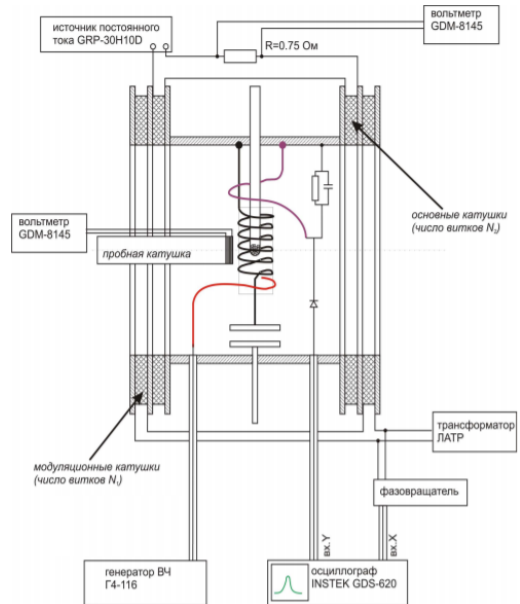 источник постоянного
тока GRP-30H10D
R=0.75 Ом
вольтметр
GDM-8145
основные катушки
(число витков N₀)
вольтметр
GDM-8145
пробная катушка
трансформатор
ЛАТР
модуляционные катушки
(число витков N₁)
фазовращатель
вх.Y
вх.X
генератор ВЧ
Г4-116
осциллограф
INSTEK GDS-620